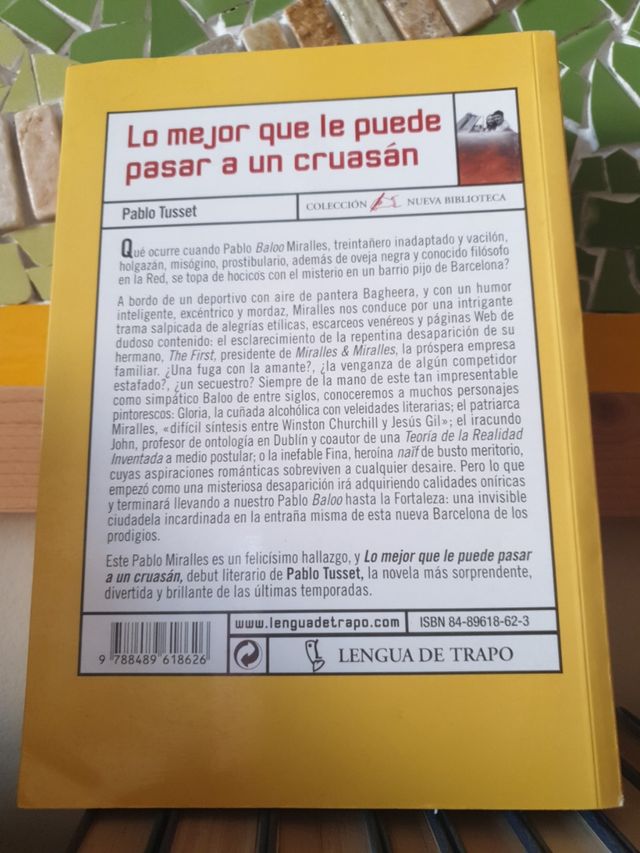 Lo mejor que le puede
pasar a un cruasán
Pablo Tusset
COLECCIÓN NUEVA BIBLIOTECA
Qué ocurre cuando Pablo Baloo Miralles, treintañero inadaptado y vacilón,
holgazán, misógino, prostibulario, además de oveja negra y conocido filósofo
en la Red, se topa de hocicos con el misterio en un barrio pijo de Barcelona?
A bordo de un deportivo con aire de pantera Bagheera, y con un humor
inteligente, excéntrico y mordaz, Miralles nos conduce por una intrigante
trama salpicada de alegrías etílicas, escarceos venéreos y páginas Web de
dudoso contenido: el esclarecimiento de la repentina desaparición de su
hermano, The First, presidente de Miralles & Miralles, la próspera empresa
familiar. ¿Una fuga con la amante?, ¿la venganza de algún competidor
estafado?, ¿un secuestro? Siempre de la mano de este tan impresentable
como simpático Baloo de entre siglos, conoceremos a muchos personajes
pintorescos: Gloria, la cuñada alcohólica con veleidades literarias; el patriarca
Miralles, «difícil síntesis entre Winston Churchill y Jesús Gil»; el iracundo
John, profesor de ontología en Dublín y coautor de una Teoría de la Realidad
Inventada a medio postular; o la inefable Fina, heroína naïf de busto meritorio,
cuyas aspiraciones románticas sobreviven a cualquier desaire. Pero lo que
empezó como una misteriosa desaparición irá adquiriendo calidades oníricas
y terminará llevando a nuestro Pablo Baloo hasta la Fortaleza: una invisible
ciudadela incardinada en la entraña misma de esta nueva Barcelona de los
prodigios.
Este Pablo Miralles es un felicísimo hallazgo, y Lo mejor que le puede pasar
a un cruasán, debut literario de Pablo Tusset, la novela más sorprendente,
divertida y brillante de las últimas temporadas.
www.lenguadetrapo.com
ISBN 84-89618-62-3
9 788489 618626
LENGUA DE TRAPO